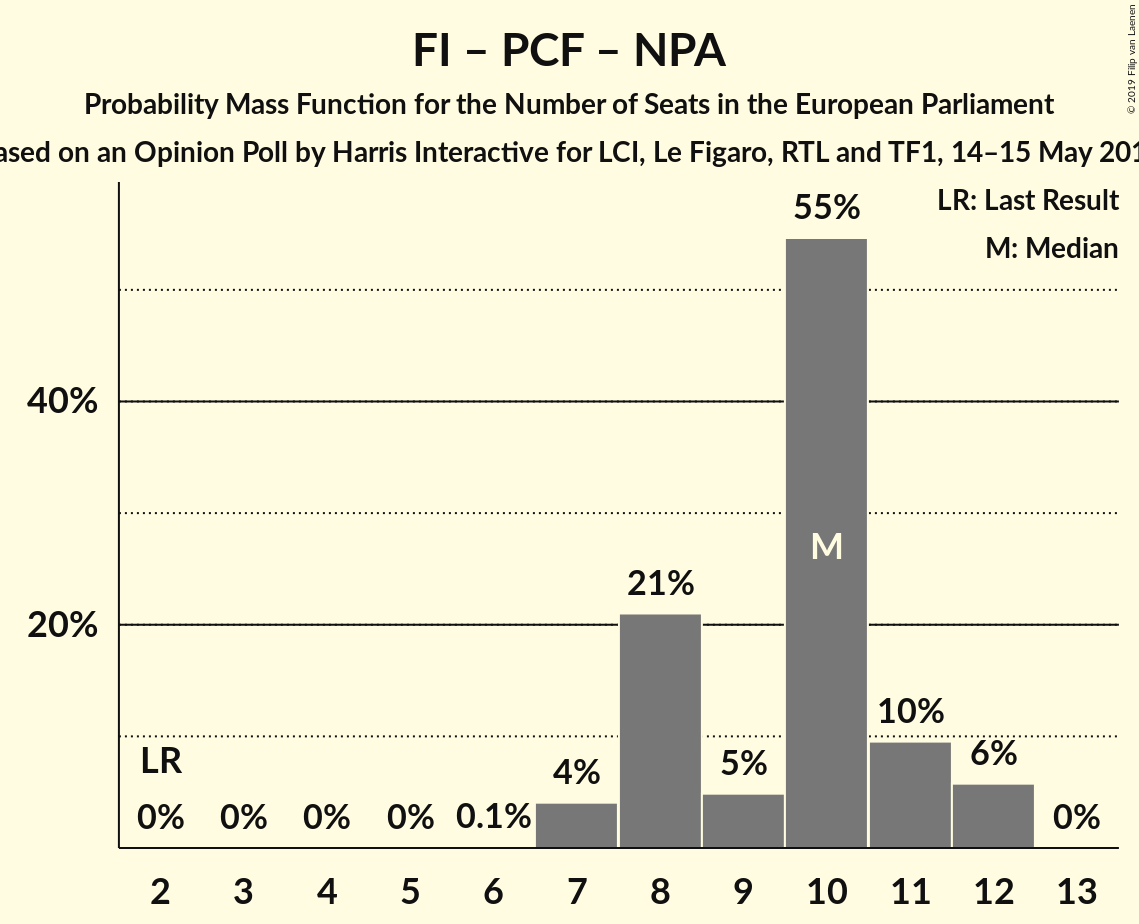 FI – PCF – NPA
Probability Mass Function for the Number of Seats in the European Parliament
ased on an Opinion Poll by Harris Interactive for LCI, Le Figaro, RTL and TF1, 14–15 May 201
© 2019 Filip van Laenen
LR: Last Result
M: Median
55%
40%
M
21%
20%
10%
LR
4%
5%
6%
0%
0%
0%
0%
0.1%
0%
2 3 4 5 6 7 8 9 10 11 12 13